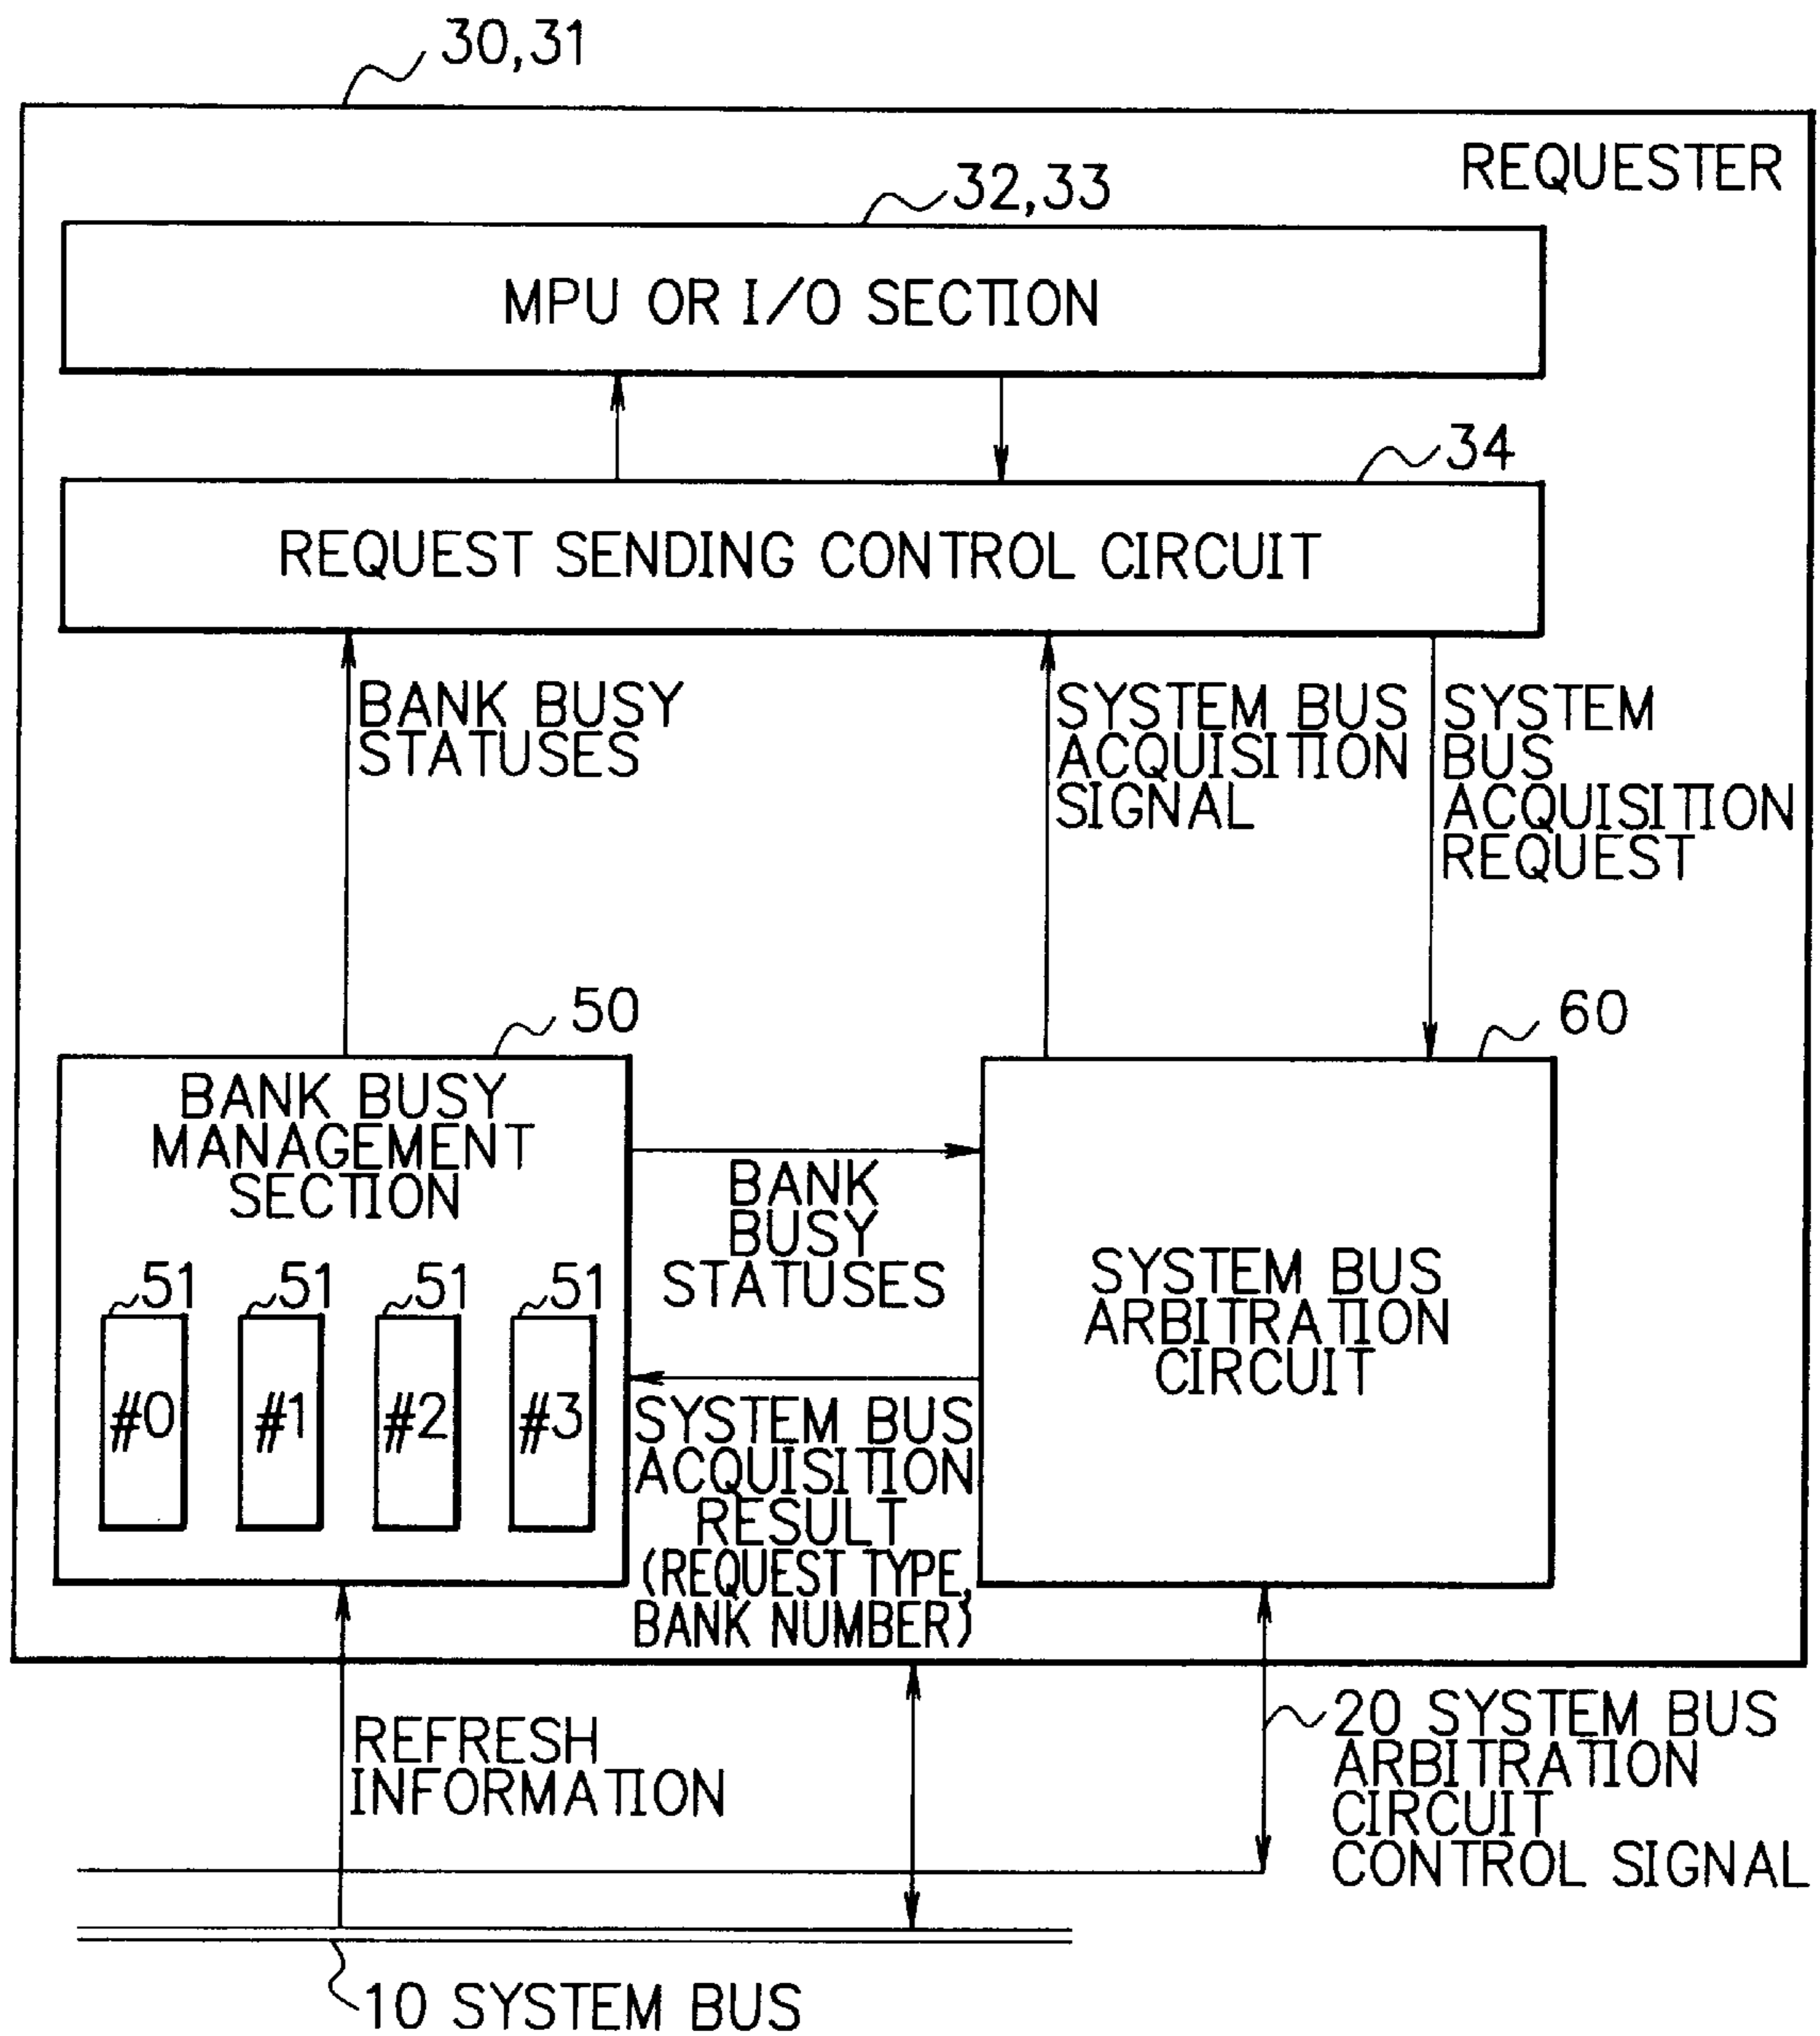 30,31
REQUESTER
32,33
MPU OR I/O SECTION
34
REQUEST SENDING CONTROL CIRCUIT
BANK BUSY
STATUSES
SYSTEM BUS
ACQUISITION
SIGNAL
SYSTEM
BUS
ACQUISITION
REQUEST
50
60
BANK BUSY
MANAGEMENT
SECTION
51 51 51 51
#0 #1 #2 #3
BANK
BUSY
STATUSES
SYSTEM BUS
ACQUISITION
RESULT
(REQUEST TYPE,
BANK NUMBER)
SYSTEM BUS
ARBITRATION
CIRCUIT
REFRESH
INFORMATION
20 SYSTEM BUS
ARBITRATION
CIRCUIT
CONTROL SIGNAL
10 SYSTEM BUS